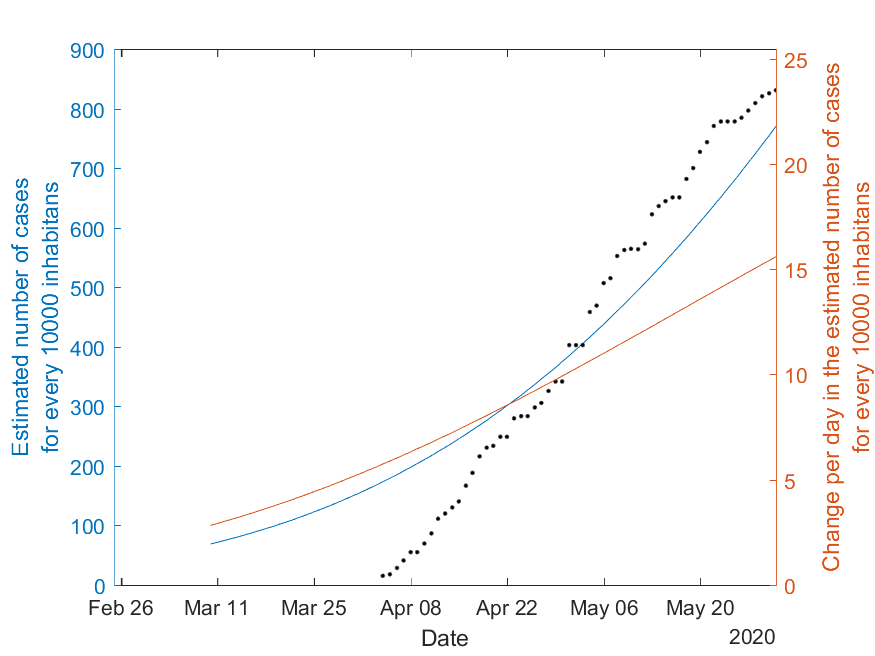 900
800
700
600
500
400
300
200
100
0
Estimated number of cases
for every 10000 inhabitans
25
20
15
10
5
0
Change per day in the estimated number of cases
for every 10000 inhabitans
Feb 26 Mar 11 Mar 25 Apr 08 Apr 22 May 06 May 20
Date
2020